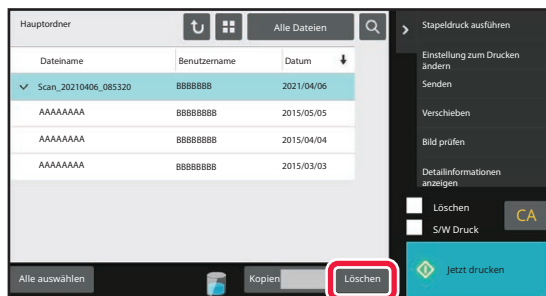 Hauptordner
Alle Dateien
Dateiname Benutzername Datum
Scan_20210406_085320 BBBBBBB 2021/04/06
AAAAAAAA BBBBBBBB 2015/05/05
AAAAAAAA BBBBBBBB 2015/04/04
AAAAAAAA BBBBBBBB 2015/03/03
Alle auswählen
Kopien
Löschen
Stapeldruck ausführen
Einstellung zum Drucken
ändern
Senden
Verschieben
Bild prüfen
Detailinformationen
anzeigen
Löschen
S/W Druck
CA
Jetzt drucken